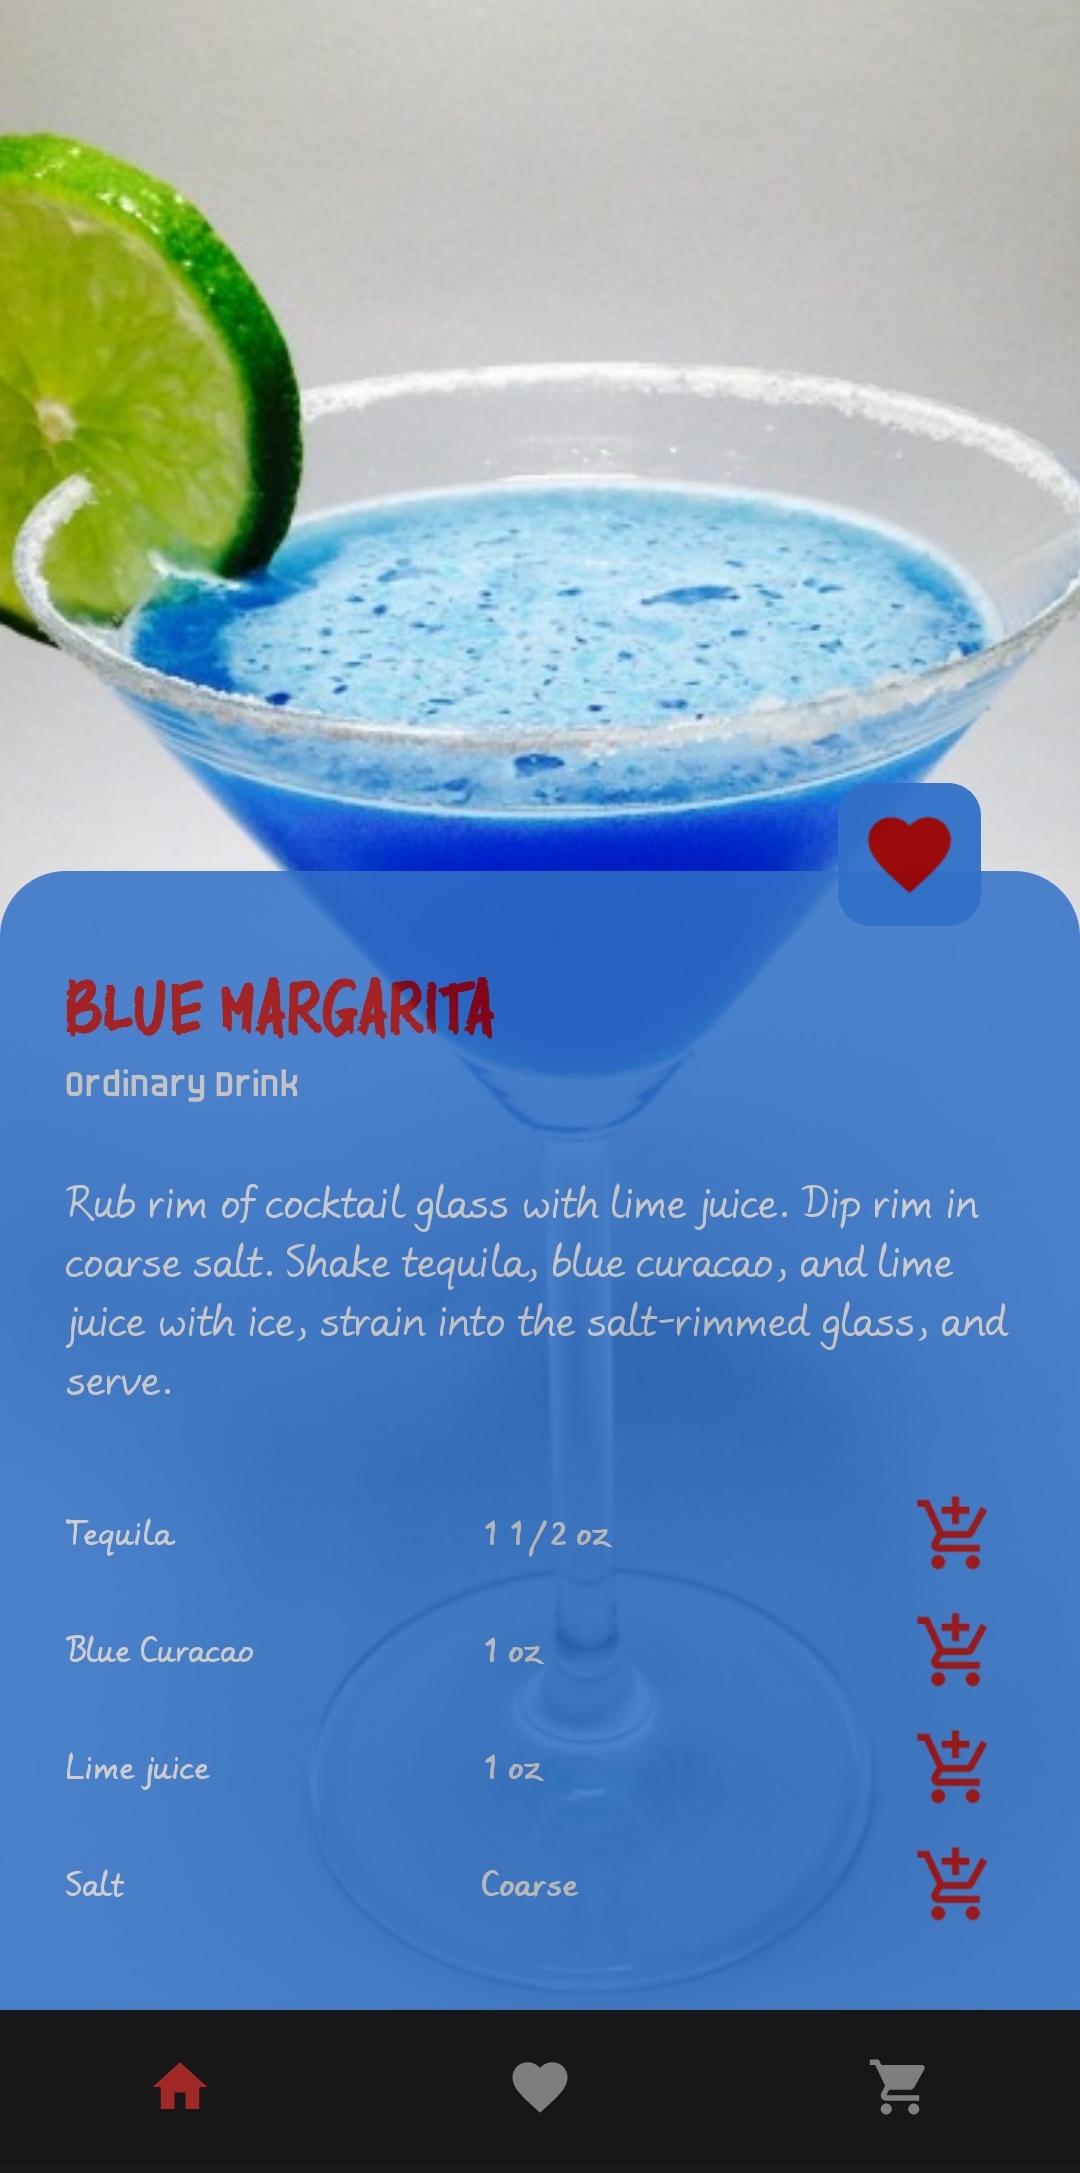 BLUE MARGARITA
Ordinary Drink
Rub rim of cocktail glass with lime juice. Dip rim in
coarse salt. Shake tequila, blue curacao, and lime
juice with ice, strain into the salt-rimmed glass, and
serve.
Tequila 1 1/2 oz
Blue Curacao 1 oz
Lime juice 1 oz
Salt Coarse